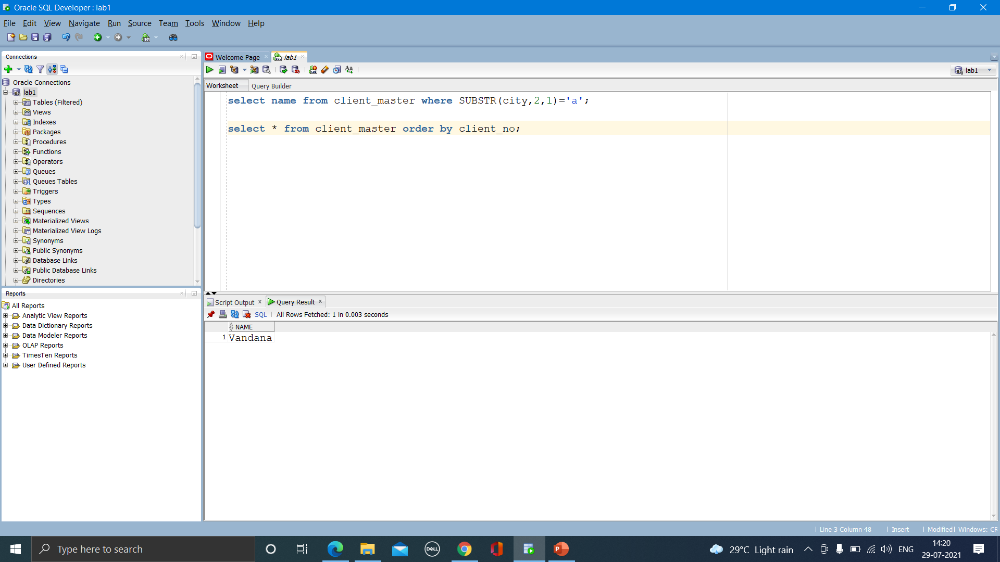 Oracle SQL Developer : lab1
File Edit View Navigate Run Source Team Tools Window Help
Connections
Oracle Connections
lab1
Tables (Filtered)
Views
Indexes
Packages
Procedures
Functions
Operators
Queues
Queues Tables
Triggers
Types
Sequences
Materialized Views
Materialized View Logs
Synonyms
Public Synonyms
Database Links
Public Database Links
Directories
Reports
All Reports
Analytic View Reports
Data Dictionary Reports
Data Modeler Reports
OLAP Reports
TimesTen Reports
User Defined Reports
Welcome Page lab1
lab1
Worksheet Query Builder
select name from client_master where SUBSTR(city,2,1)='a';
select * from client_master order by client_no;
Script Output Query Result
SQL All Rows Fetched: 1 in 0.003 seconds
NAME
1 Vandana
Line 3 Column 48 Insert Modified Windows: CR
Type here to search
DELL
29°C Light rain
ENG
14:20
29-07-2021